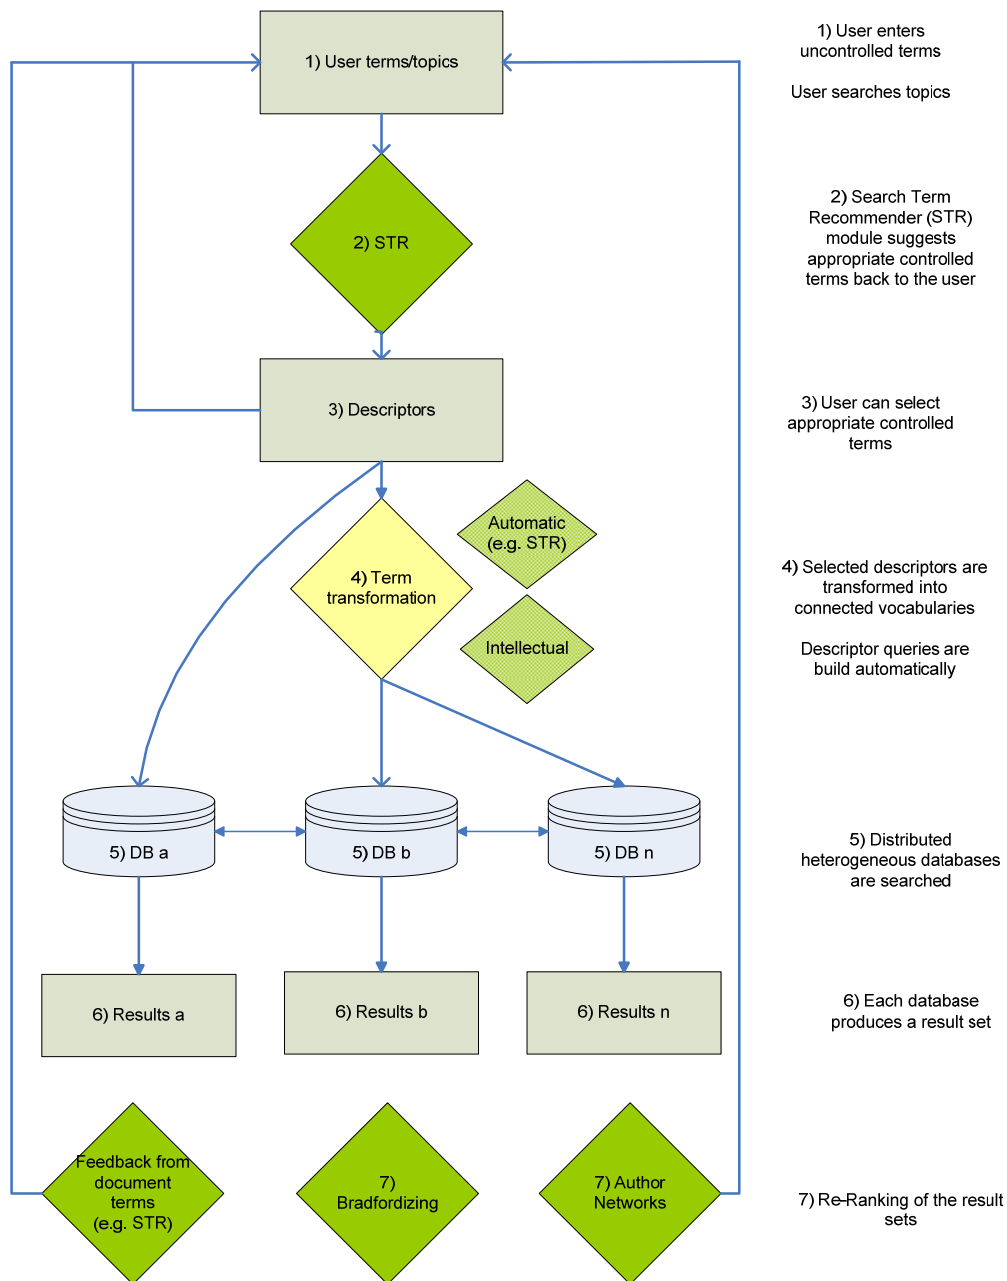 1) User terms/topics
1) User enters
uncontrolled terms
User searches topics
2) STR
2) Search Term
Recommender (STR)
module suggests
appropriate controlled
terms back to the user
3) Descriptors
3) User can select
appropriate controlled
terms
Automatic
(e.g. STR)
4) Term
transformation
Intellectual
4) Selected descriptors are
transformed into
connected vocabularies
Descriptor queries are
build automatically
5) DB a
5) DB b
5) DB n
5) Distributed
heterogeneous databases
are searched
6) Results a
6) Results b
6) Results n
6) Each database
produces a result set
Feedback from
document
terms
(e.g. STR)
7)
Bradfordizing
7) Author
Networks
7) Re-Ranking of the result
sets